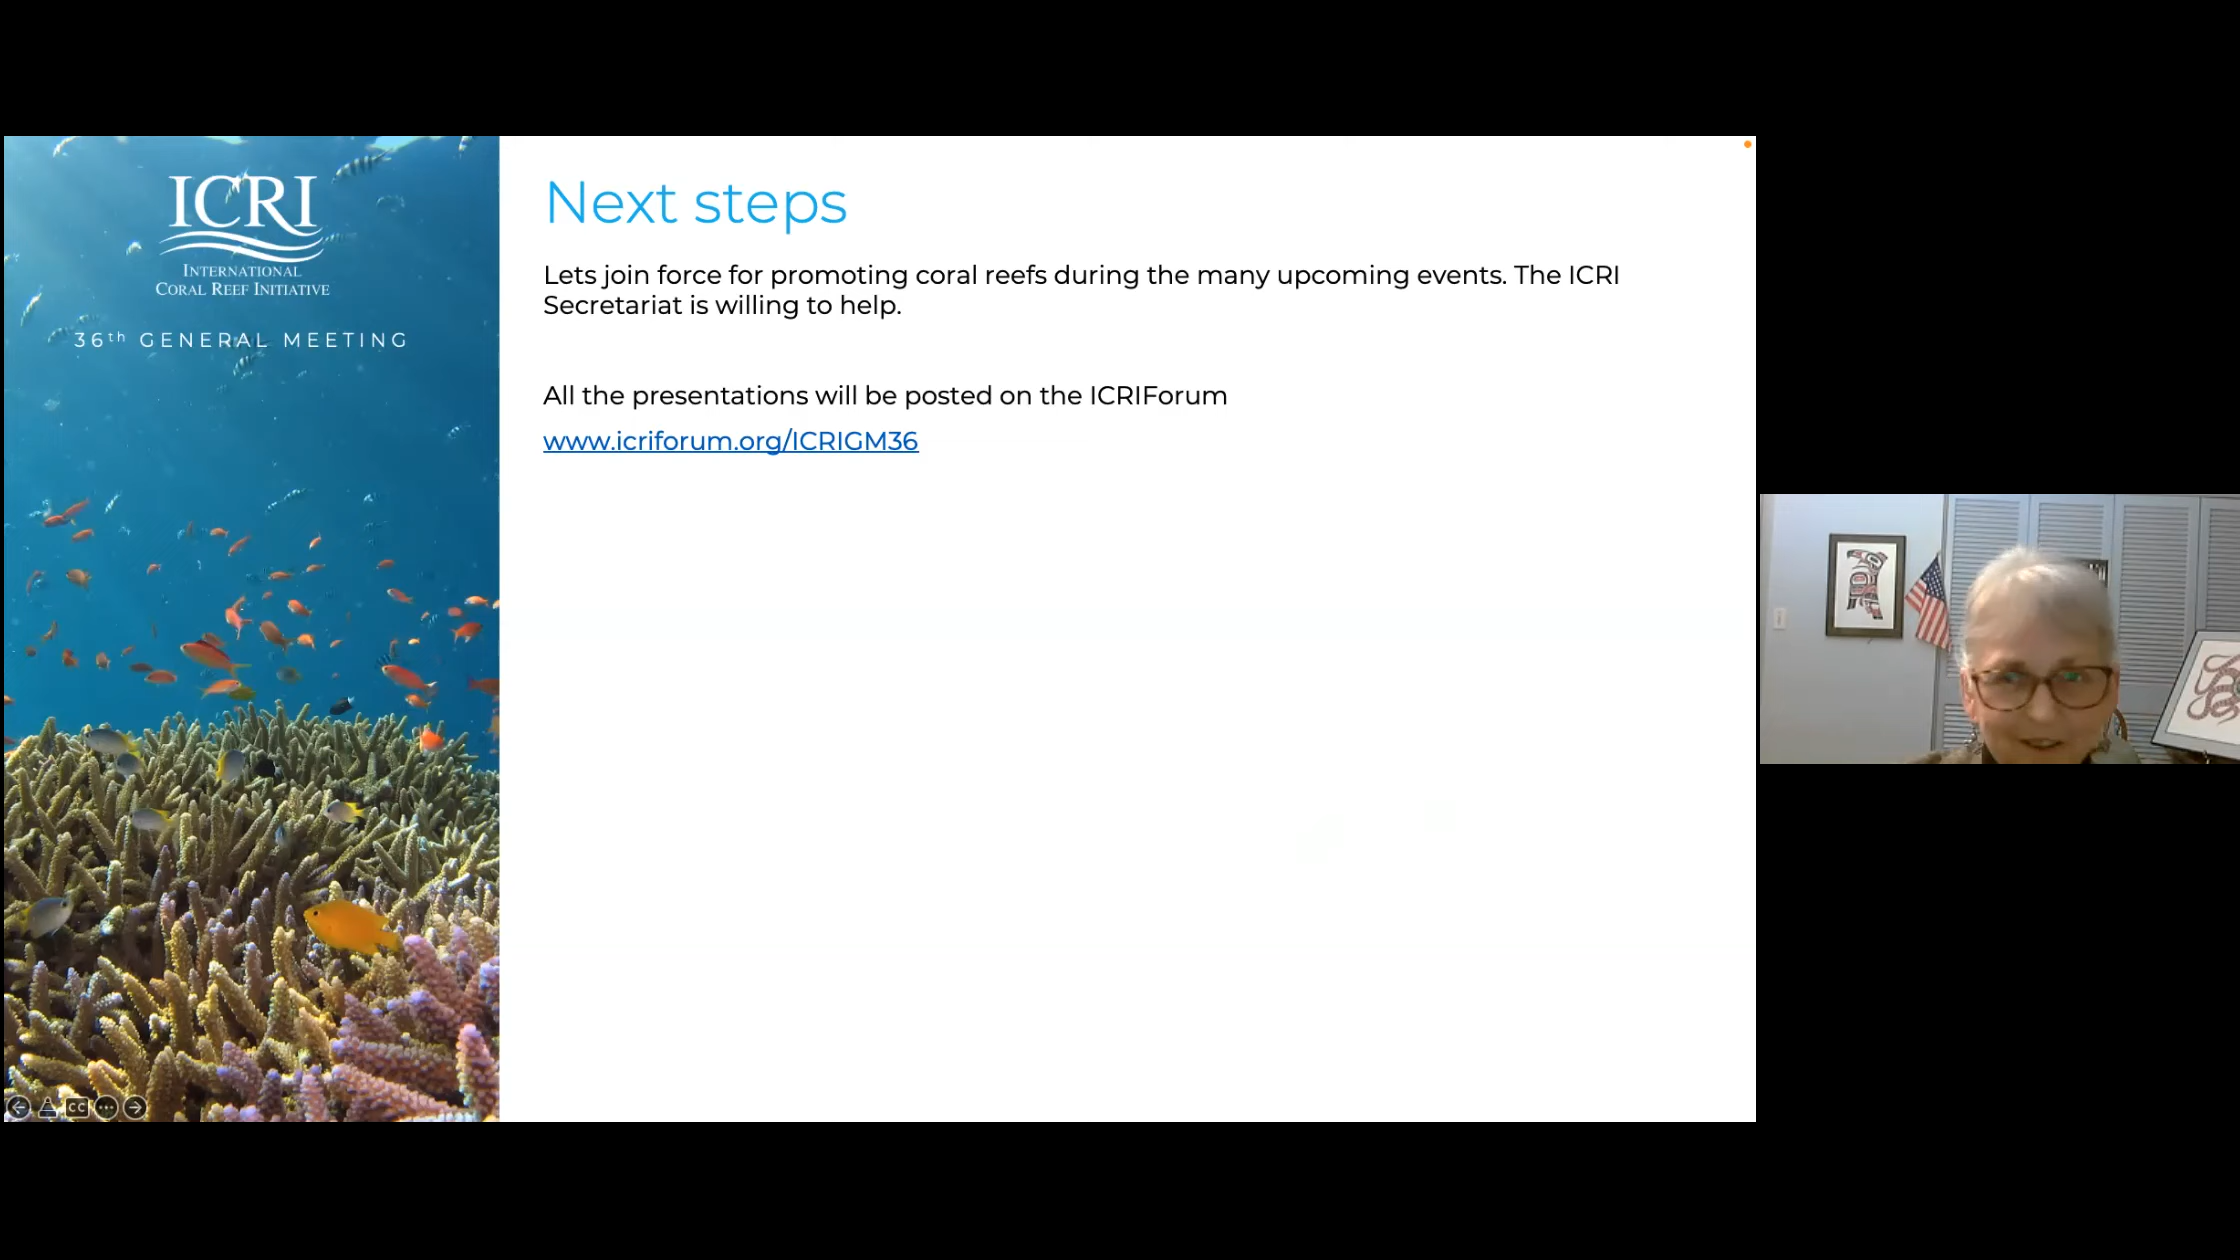 ICRI
INTERNATIONAL
CORAL REEF INITIATIVE
36th GENERAL MEETING
Next steps
Lets join force for promoting coral reefs during the many upcoming events. The ICRI
Secretariat is willing to help.
All the presentations will be posted on the ICRIForum
www.icriforum.org/ICRIGM36
CC